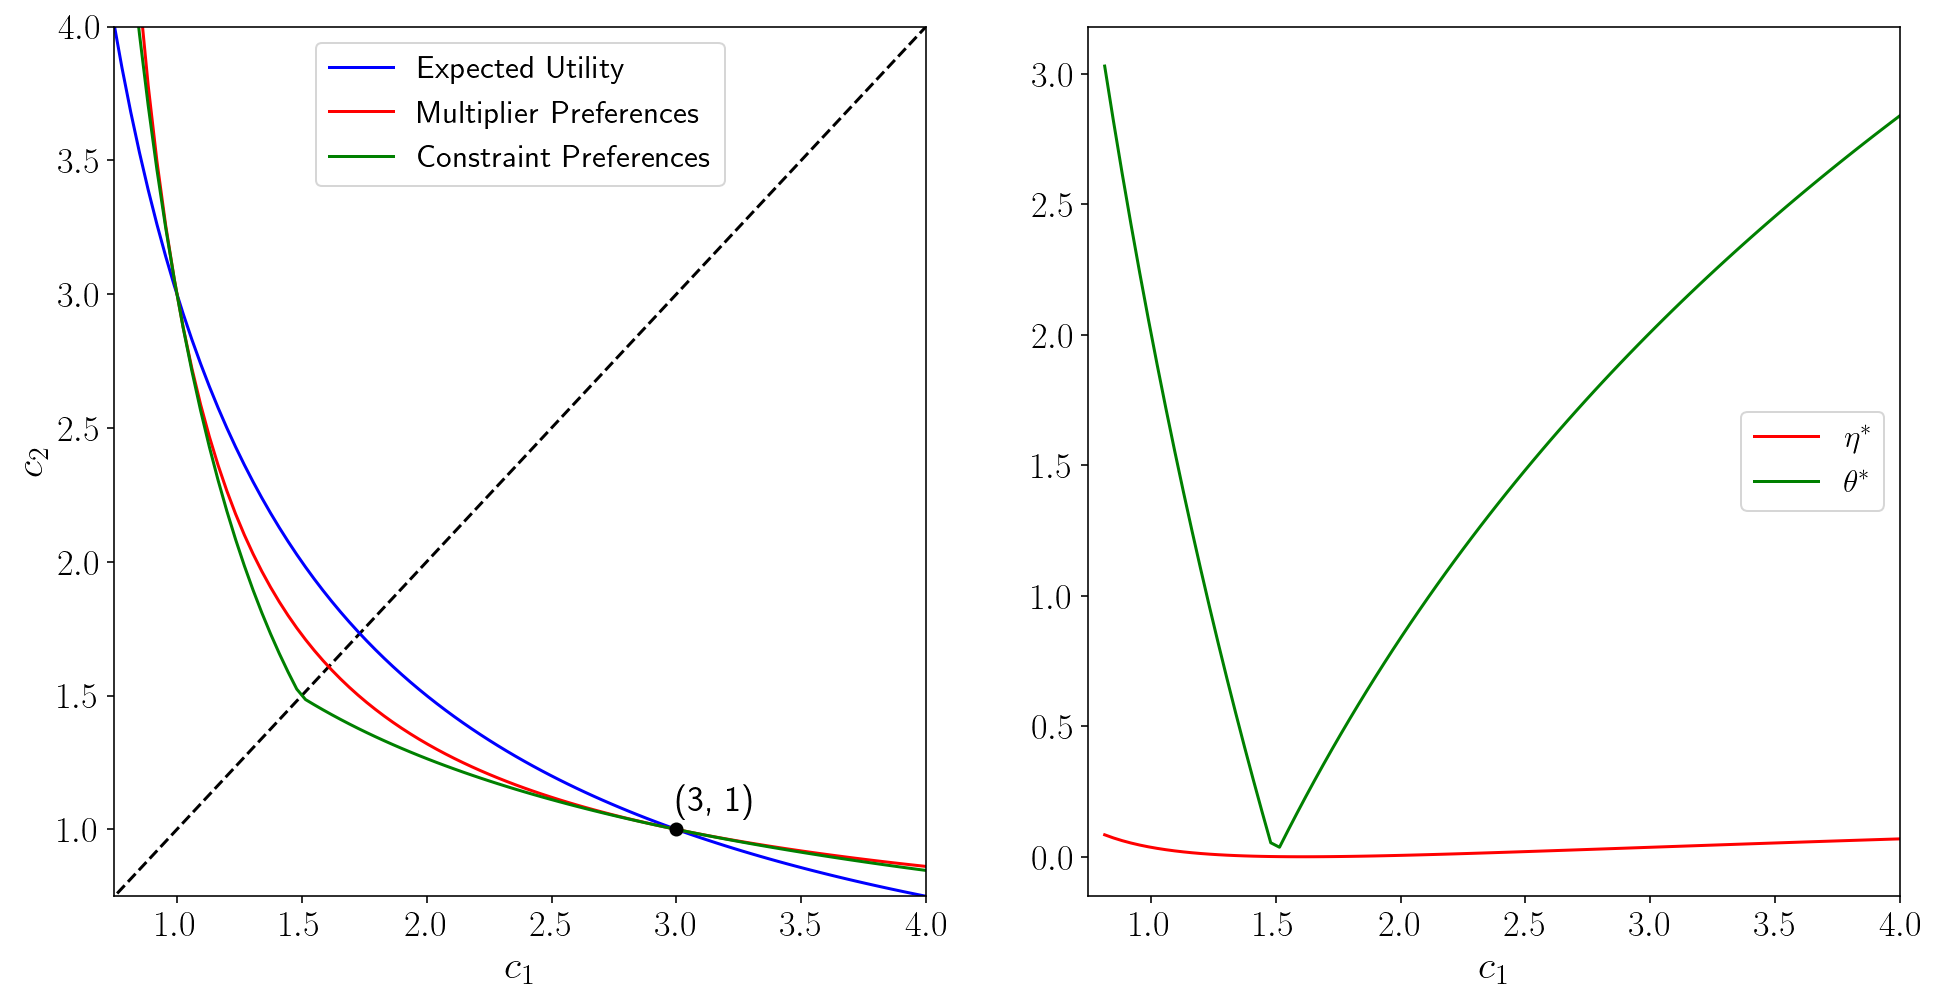 4.0
3.5
3.0
2.5
2.0
1.5
1.0
c₂
Expected Utility
Multiplier Preferences
Constraint Preferences
(3, 1)
1.0 1.5 2.0 2.5 3.0 3.5 4.0
c₁
3.0
2.5
2.0
1.5
1.0
0.5
0.0
η*
θ*
1.0 1.5 2.0 2.5 3.0 3.5 4.0
c₁